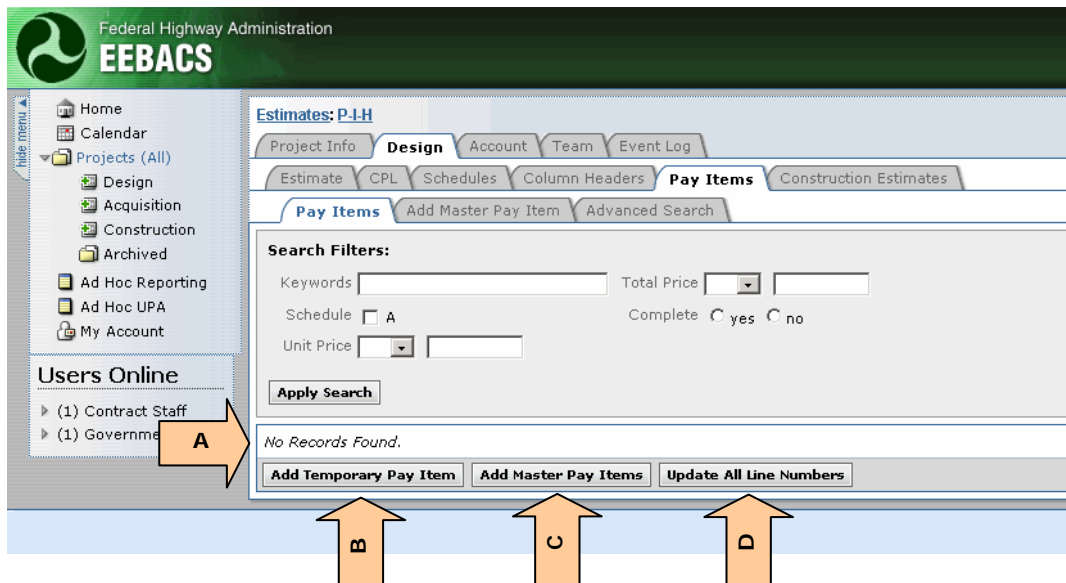 Federal Highway Administration
EEBACS
hide menu
Home
Calendar
Projects (All)
Design
Acquisition
Construction
Archived
Ad Hoc Reporting
Ad Hoc UPA
My Account
Users Online
(1) Contract Staff
(1) Governme
Estimates: P-I-H
Project Info Design Account Team Event Log
Estimate CPL Schedules Column Headers Pay Items Construction Estimates
Pay Items Add Master Pay Item Advanced Search
Search Filters:
Keywords Total Price
Schedule A Complete yes no
Unit Price
Apply Search
A
No Records Found.
Add Temporary Pay Item Add Master Pay Items Update All Line Numbers
B C D